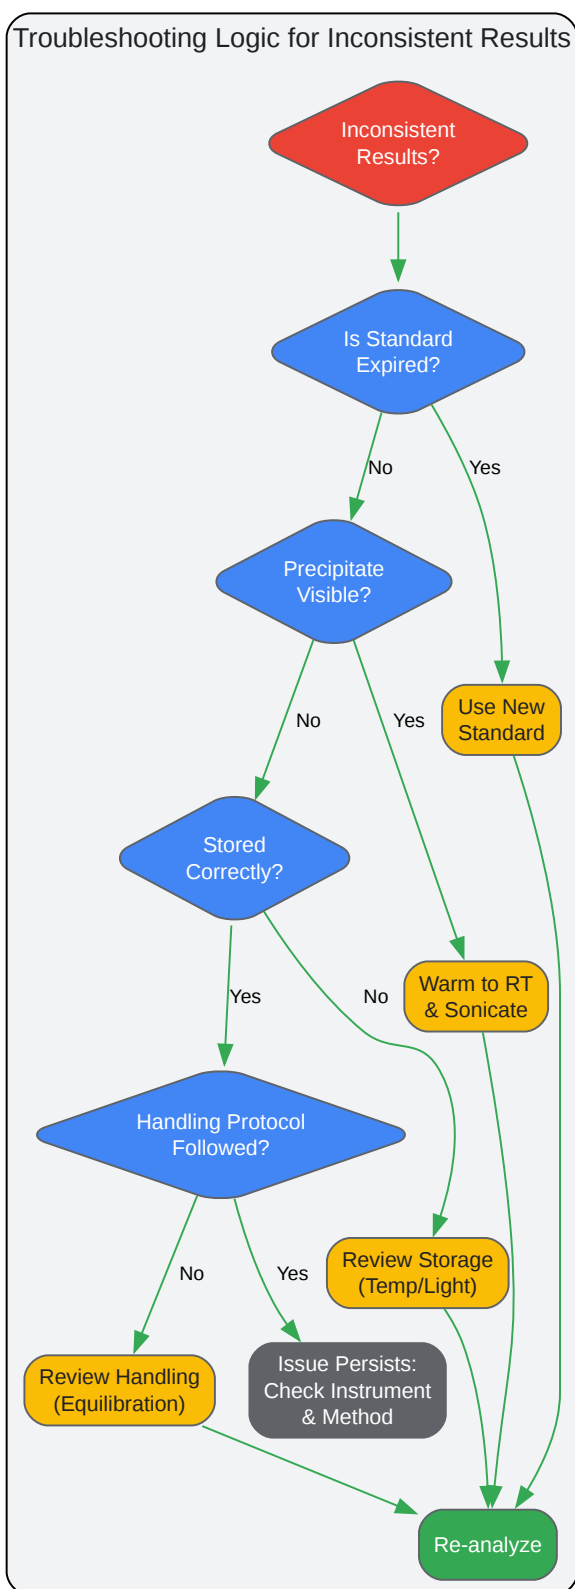 Troubleshooting Logic for Inconsistent Results
Inconsistent
Results?
Is Standard
Expired?
No
Yes
Precipitate
Visible?
No
Yes
Use New
Standard
Stored
Correctly?
Yes
No
Warm to RT
& Sonicate
Handling Protocol
Followed?
No
Yes
Review Storage
(Temp/Light)
Review Handling
(Equilibration)
Issue Persists:
Check Instrument
& Method
Re-analyze